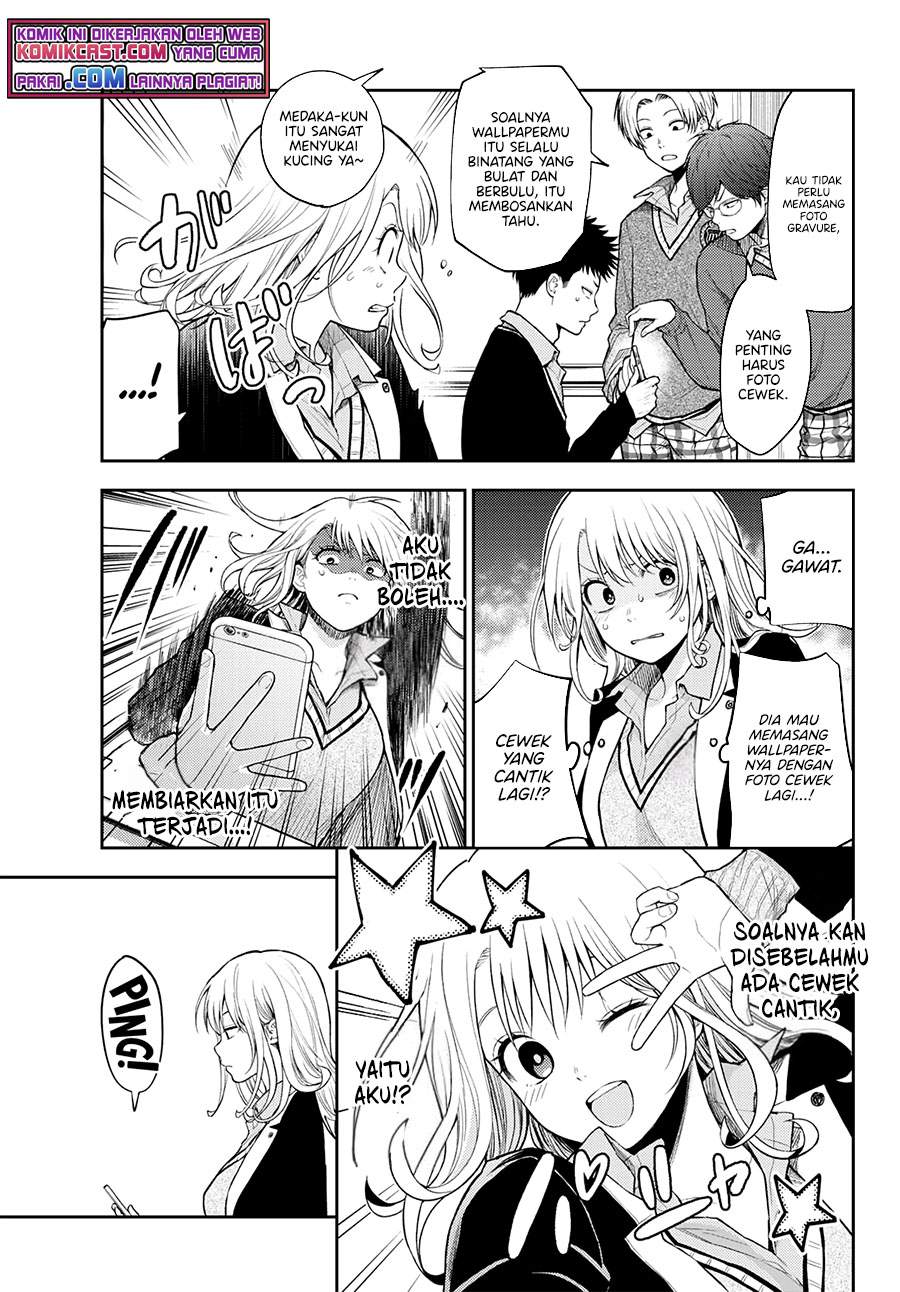 KOMIK INI DIKERJAKAN OLEH WEB
KOMIKCAST.COM YANG CUMA
PAKAI .COM LAINNYA PLAGIAT!
KAU TIDAK
PERLU
MEMASANG
FOTO
GRAVURE,
YANG
PENTING
HARUS
FOTO
CEWEK.
SOALNYA
WALLPAPERMU
ITU SELALU
BINATANG YANG
BULAT DAN
BERBULU, ITU
MEMBOSANKAN
TAHU.
MEDAKA-KUN
ITU SANGAT
MENYUKAI
KUCING YA~
ガバッ
....!
GA...
GAWAT.
DIA MAU
MEMASANG
WALLPAPER-
NYA DENGAN
FOTO CEWEK
LAGI...!
CEWEK
YANG
CANTIK
LAGI!?
AKU
TIDAK
BOLEH....
MEMBIARKAN ITU
TERJADI...!
SOALNYA KAN
DISEBELAHMU
ADA CEWEK
CANTIK,
YAITU
AKU!?
PING!